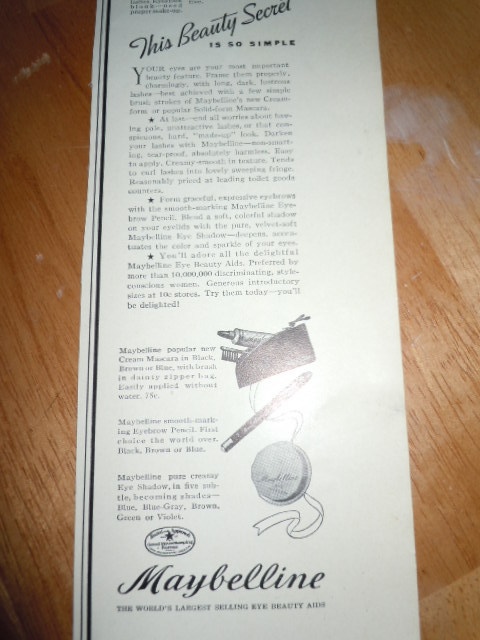 proper make-up.
This Beauty Secret
IS SO SIMPLE
YOUR eyes are your most important
beauty feature. Frame them properly,
charmingly, with long, dark, luxurious
lashes—best achieved with a few simple
brush strokes of Maybelline's new Cream-
form or popular Solid-form Mascara.
★ At last—end all worries about hav-
ing pale, unattractive lashes, or that con-
spicuous, hard, "made-up" look. Darken
your lashes with Maybelline—non-smart-
ing, tear-proof, absolutely harmless. Easy
to apply. Creamy-smooth in texture. Tends
to curl lashes into lovely sweeping fringe.
Reasonably priced at leading toilet goods
counters.
★ Form graceful, expressive eyebrows
with the smooth-marking Maybelline Eye-
brow Pencil. Blend a soft, colorful shadow
on your eyelids with the pure, velvet-soft
Maybelline Eye Shadow—deepens, accen-
tuates the color and sparkle of your eyes.
★ You'll adore all the delightful
Maybelline Eye Beauty Aids. Preferred by
more than 10,000,000 discriminating, style-
conscious women. Generous introductory
sizes at 10c stores. Try them today—you'll
be delighted!
Maybelline popular new
Cream Mascara in Black,
Brown or Blue, with brush
in dainty zipper bag.
Easily applied without
water. 75c.
Maybelline smooth-mark-
ing Eyebrow Pencil. First
choice the world over.
Black, Brown or Blue.
Maybelline pure creamy
Eye Shadow, in five sub-
tle, becoming shades—
Blue, Blue-Gray, Brown,
Green or Violet.
Maybelline
Maybelline
THE WORLD'S LARGEST SELLING EYE BEAUTY AIDS